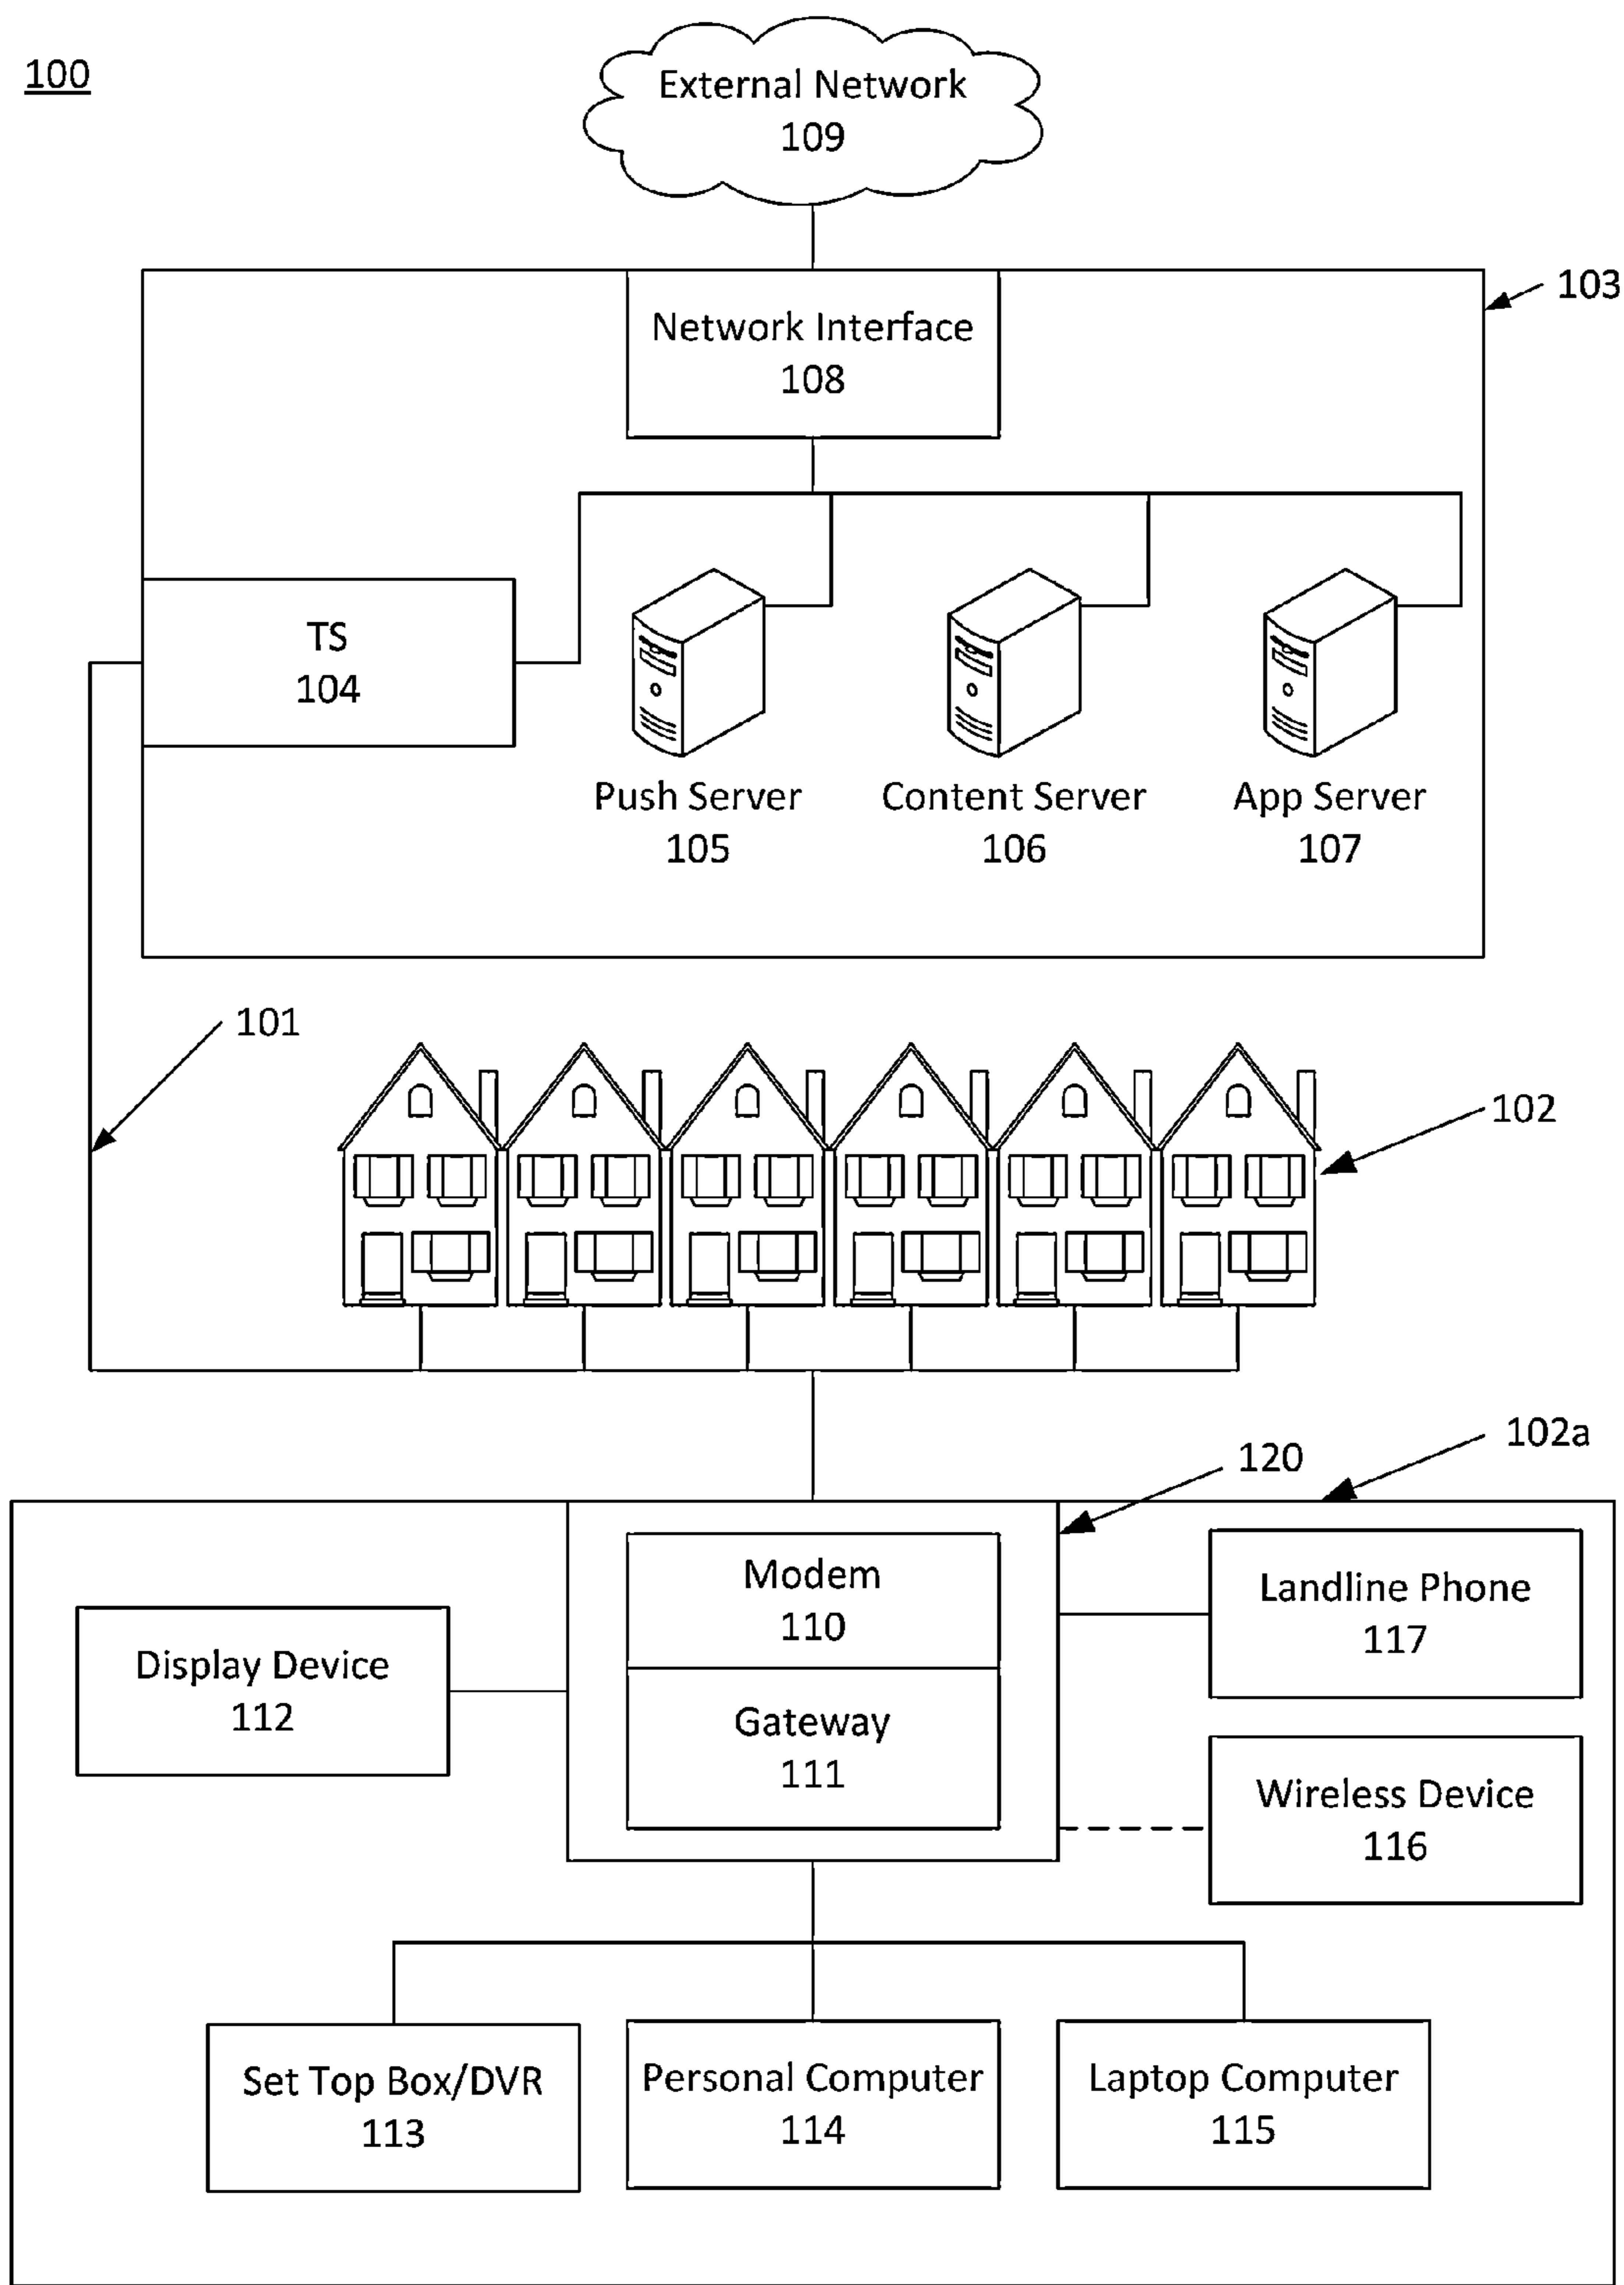 100
External Network
109
103
Network Interface
108
TS
104
Push Server
105
Content Server
106
App Server
107
101
102
102a
120
Modem
110
Landline Phone
117
Display Device
112
Gateway
111
Wireless Device
116
Set Top Box/DVR
113
Personal Computer
114
Laptop Computer
115